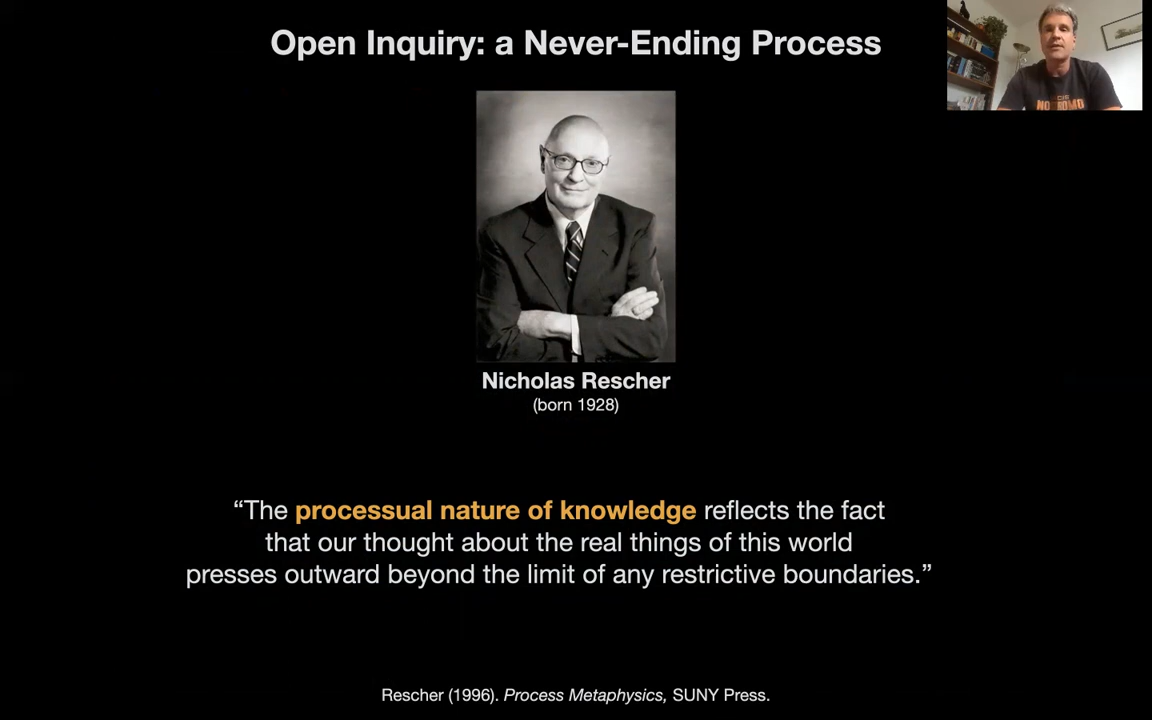 Open Inquiry: a Never-Ending Process
Nicholas Rescher
(born 1928)
“The processual nature of knowledge reflects the fact
that our thought about the real things of this world
presses outward beyond the limit of any restrictive boundaries.”
Rescher (1996). Process Metaphysics, SUNY Press.